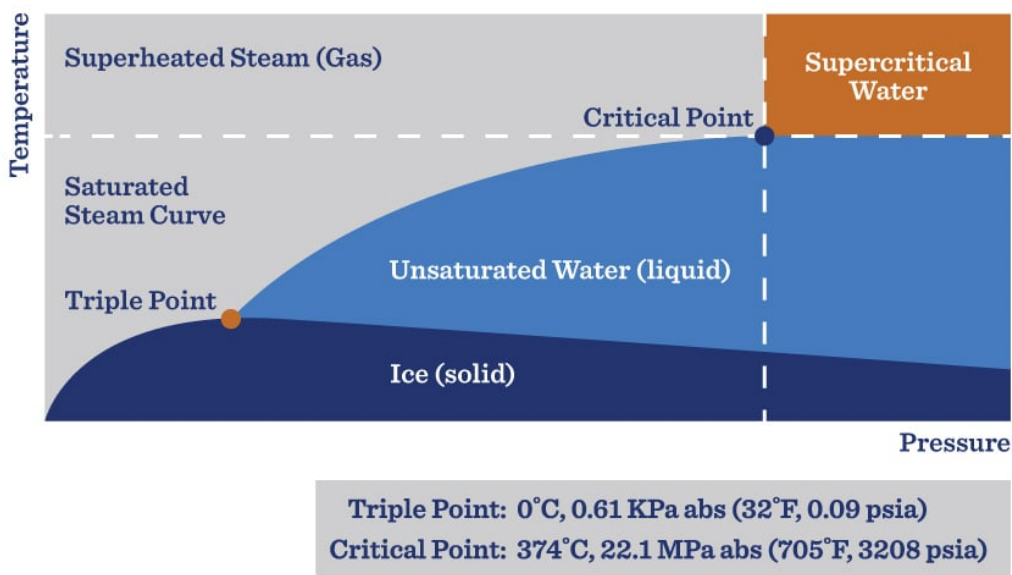 Temperature
Superheated Steam (Gas)
Supercritical
Water
Critical Point
Saturated
Steam Curve
Unsaturated Water (liquid)
Triple Point
Ice (solid)
Pressure
Triple Point: 0°C, 0.61 KPa abs (32°F, 0.09 psia)
Critical Point: 374°C, 22.1 MPa abs (705°F, 3208 psia)